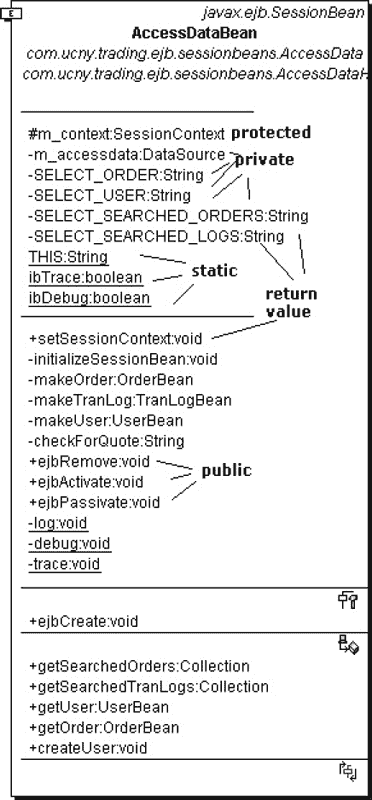 E
javax.ejb.SessionBean
AccessDataBean
com.ucny.trading.ejb.sessionbeans.AccessData
com.ucny.trading.ejb.sessionbeans.AccessDataH
#m_context:SessionContext protected
-m_accessdata:DataSource
private
-SELECT_ORDER:String
-SELECT_USER:String
-SELECT_SEARCHED_ORDERS:String
-SELECT_SEARCHED_LOGS:String
THIS:String
ibTrace:boolean static
ibDebug:boolean
return
value
+setSessionContext:void
-initializeSessionBean:void
-makeOrder:OrderBean
-makeTranLog:TranLogBean
-makeUser:UserBean
-checkForQuote:String
+ejbRemove:void
public
+ejbActivate:void
+ejbPassivate:void
-log:void
-debug:void
-trace:void
+ejbCreate:void
+getSearchedOrders:Collection
+getSearchedTranLogs:Collection
+getUser:UserBean
+getOrder:OrderBean
+createUser:void